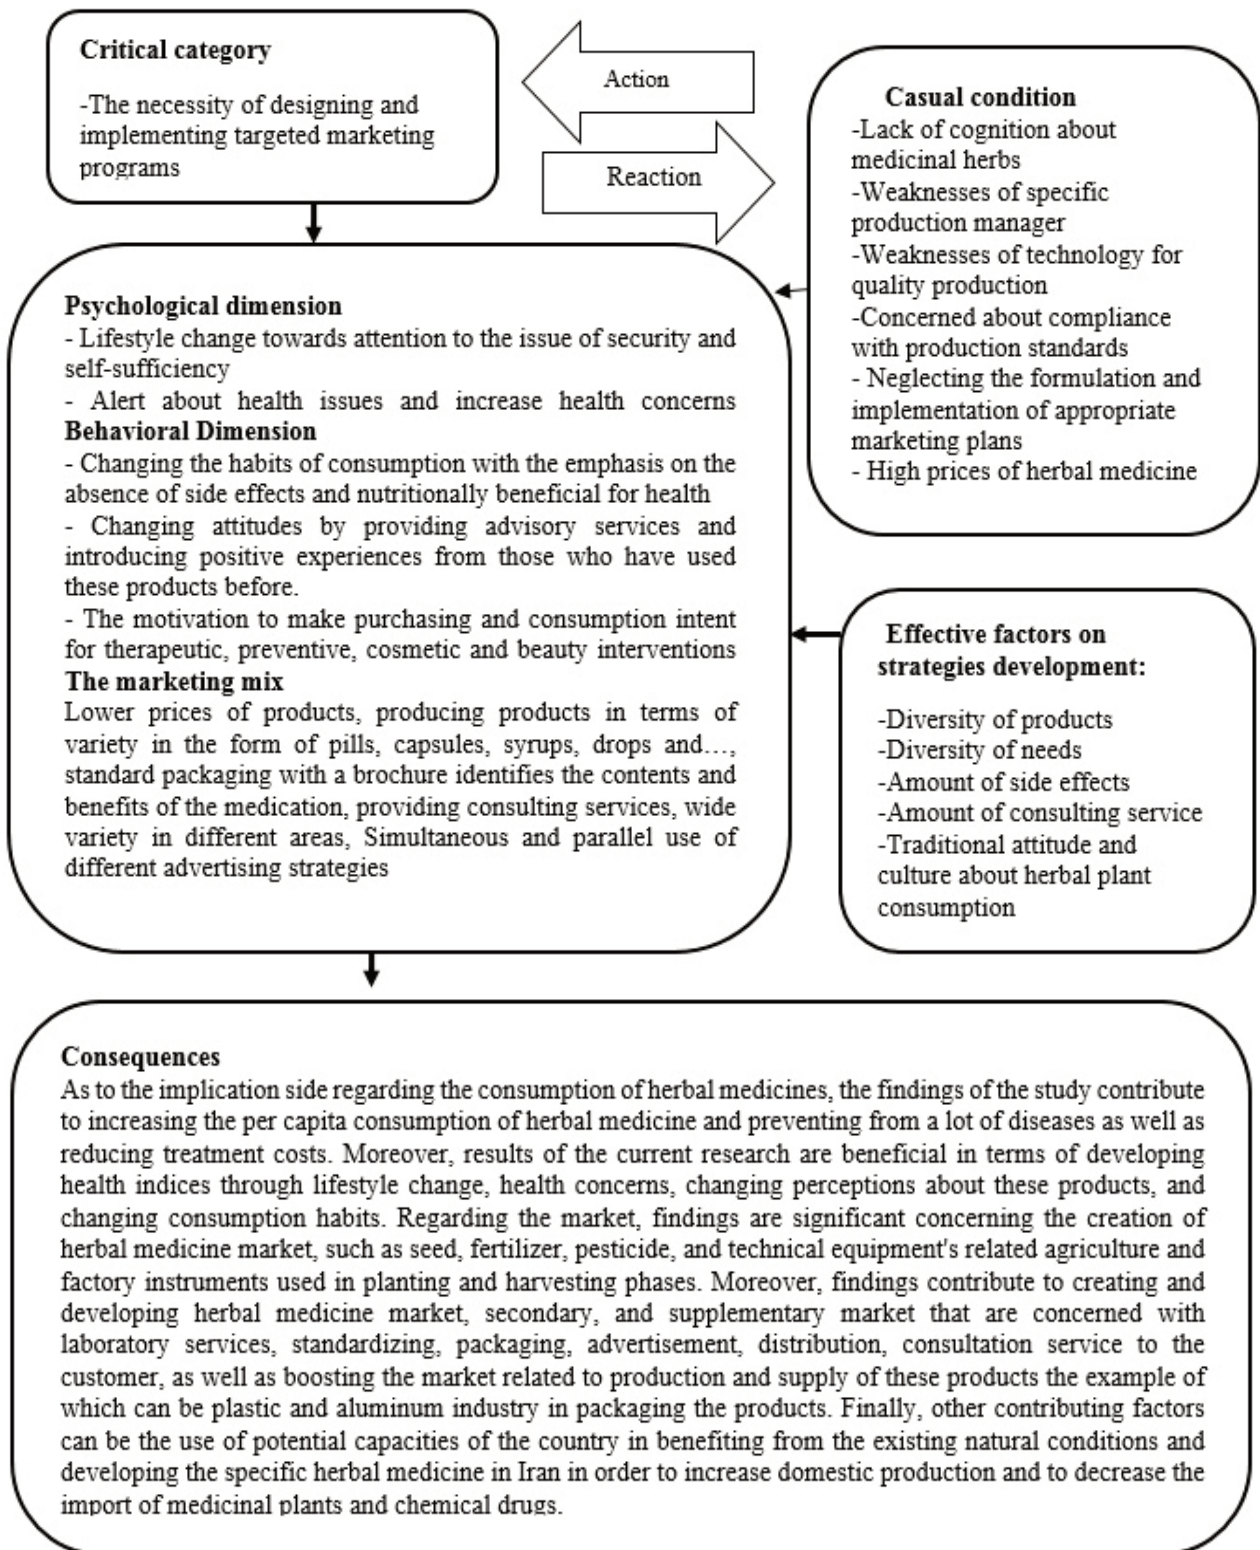 Critical category
-The necessity of designing and
implementing targeted marketing
programs
Action
Reaction
Casual condition
-Lack of cognition about
medicinal herbs
-Weaknesses of specific
production manager
-Weaknesses of technology for
quality production
-Concerned about compliance
with production standards
- Neglecting the formulation and
implementation of appropriate
marketing plans
- High prices of herbal medicine
Psychological dimension
- Lifestyle change towards attention to the issue of security and
self-sufficiency
- Alert about health issues and increase health concerns
Behavioral Dimension
- Changing the habits of consumption with the emphasis on the
absence of side effects and nutritionally beneficial for health
- Changing attitudes by providing advisory services and
introducing positive experiences from those who have used
these products before.
- The motivation to make purchasing and consumption intent
for therapeutic, preventive, cosmetic and beauty interventions
The marketing mix
Lower prices of products, producing products in terms of
variety in the form of pills, capsules, syrups, drops and…,
standard packaging with a brochure identifies the contents and
benefits of the medication, providing consulting services, wide
variety in different areas, Simultaneous and parallel use of
different advertising strategies
Effective factors on
strategies development:
-Diversity of products
-Diversity of needs
-Amount of side effects
-Amount of consulting service
-Traditional attitude and
culture about herbal plant
consumption
Consequences
As to the implication side regarding the consumption of herbal medicines, the findings of the study contribute
to increasing the per capita consumption of herbal medicine and preventing from a lot of diseases as well as
reducing treatment costs. Moreover, results of the current research are beneficial in terms of developing
health indices through lifestyle change, health concerns, changing perceptions about these products, and
changing consumption habits. Regarding the market, findings are significant concerning the creation of
herbal medicine market, such as seed, fertilizer, pesticide, and technical equipment's related agriculture and
factory instruments used in planting and harvesting phases. Moreover, findings contribute to creating and
developing herbal medicine market, secondary, and supplementary market that are concerned with
laboratory services, standardizing, packaging, advertisement, distribution, consultation service to the
customer, as well as boosting the market related to production and supply of these products the example of
which can be plastic and aluminum industry in packaging the products. Finally, other contributing factors
can be the use of potential capacities of the country in benefiting from the existing natural conditions and
developing the specific herbal medicine in Iran in order to increase domestic production and to decrease the
import of medicinal plants and chemical drugs.